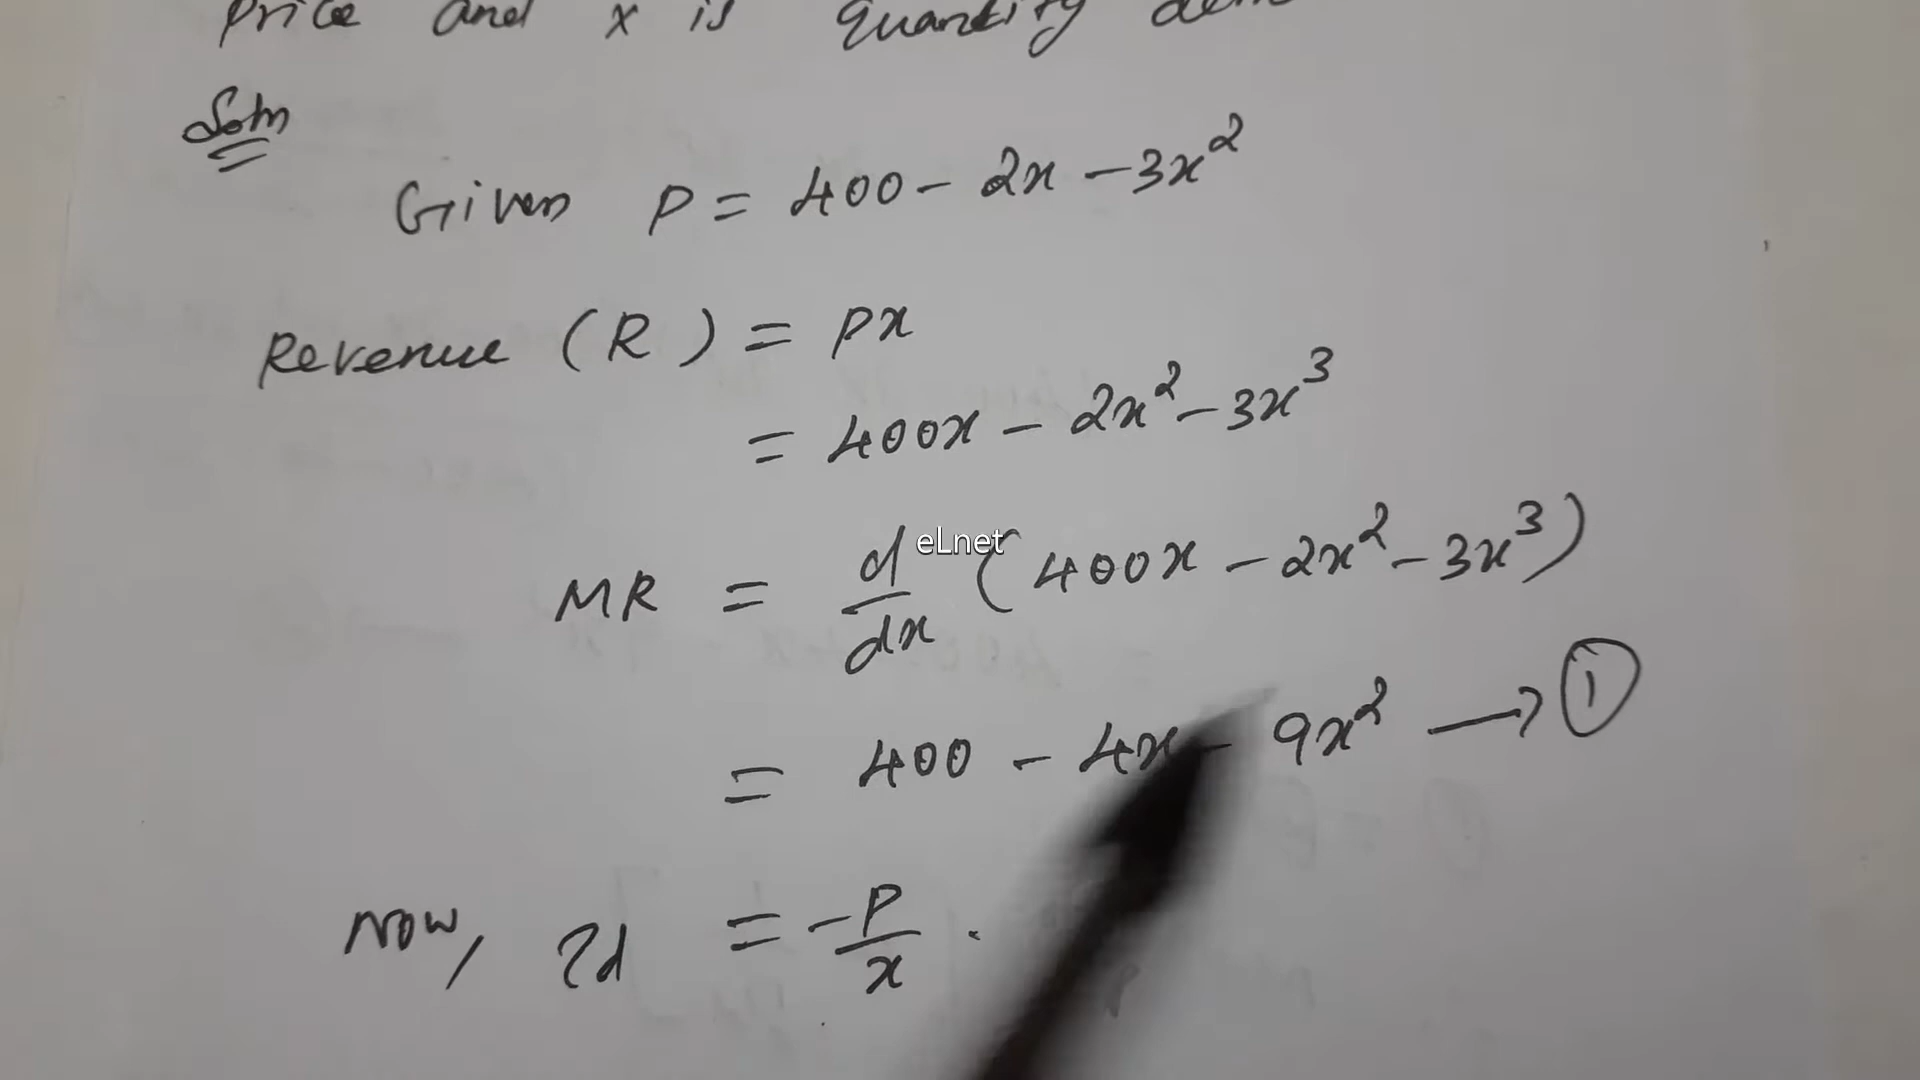 price and x is quantity
Soln
Given P = 400 - 2x - 3x²
Revenue (R) = px
= 400x - 2x² - 3x³
MR = d/dx (400x - 2x² - 3x³)
eLnet
= 400 - 4x - 9x² → ①
Now, ηd = -P/x .